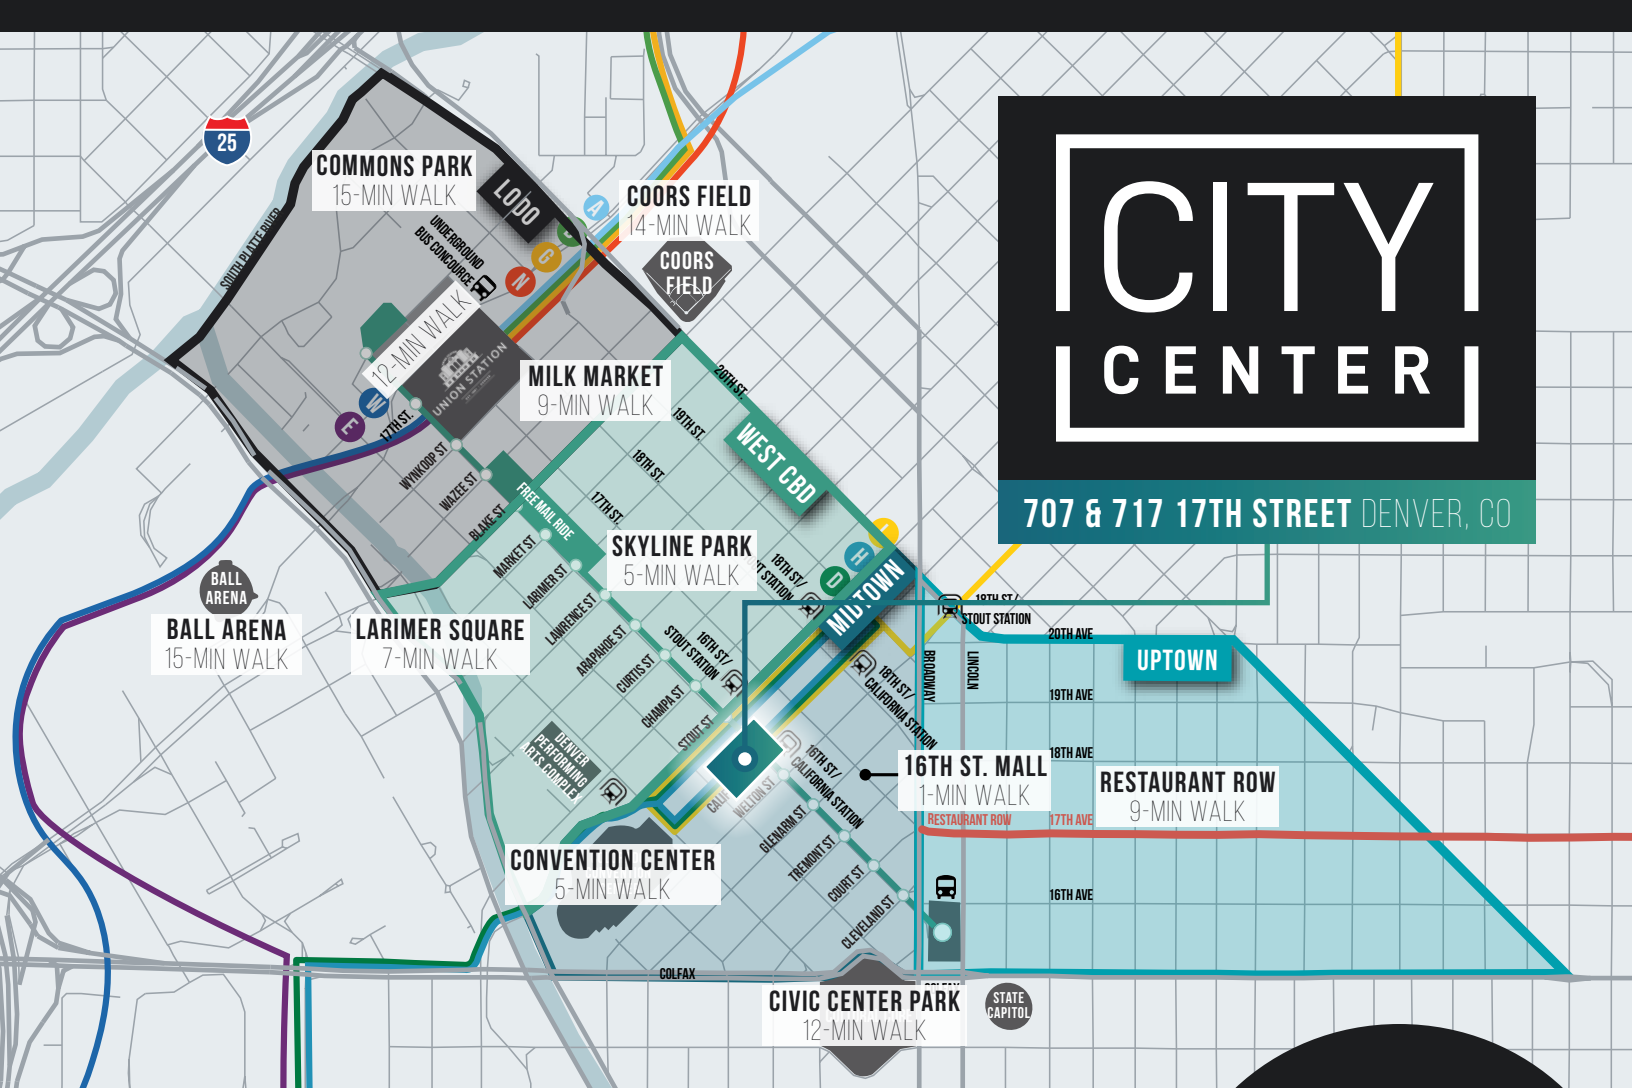 25
COMMONS PARK
15-MIN WALK
LODO
UNDERGROUND
BUS CONCOURSE
A
G
N
COORS FIELD
14-MIN WALK
COORS
FIELD
SOUTH PLATTE RIVER
12-MIN WALK
UNION STATION
W
E
17TH ST.
MILK MARKET
9-MIN WALK
20TH ST.
19TH ST.
18TH ST.
17TH ST.
WEST CBD
CITY
CENTER
707 & 717 17TH STREET DENVER, CO
WYNKOOP ST
WAZEE ST
BLAKE ST
FREE MALL RIDE
MARKET ST
LARIMER ST
LAWRENCE ST
ARAPAHOE ST
CURTIS ST
CHAMPA ST
STOUT ST
SKYLINE PARK
5-MIN WALK
18TH ST/
STATION
L
H
D
MIDTOWN
18TH ST/
STOUT STATION
BALL
ARENA
BALL ARENA
15-MIN WALK
LARIMER SQUARE
7-MIN WALK
16TH ST/
STOUT STATION
18TH ST/
CALIFORNIA STATION
BROADWAY
LINCOLN
20TH AVE
UPTOWN
19TH AVE
18TH AVE
DENVER
PERFORMING
ARTS COMPLEX
16TH ST/
CALIFORNIA STATION
WELTON ST
GLENARM ST
TREMONT ST
COURT ST
CLEVELAND ST
16TH ST. MALL
1-MIN WALK
RESTAURANT ROW
9-MIN WALK
RESTAURANT ROW
17TH AVE
16TH AVE
CONVENTION CENTER
5-MIN WALK
COLFAX
COLFAX
CIVIC CENTER PARK
12-MIN WALK
STATE
CAPITOL